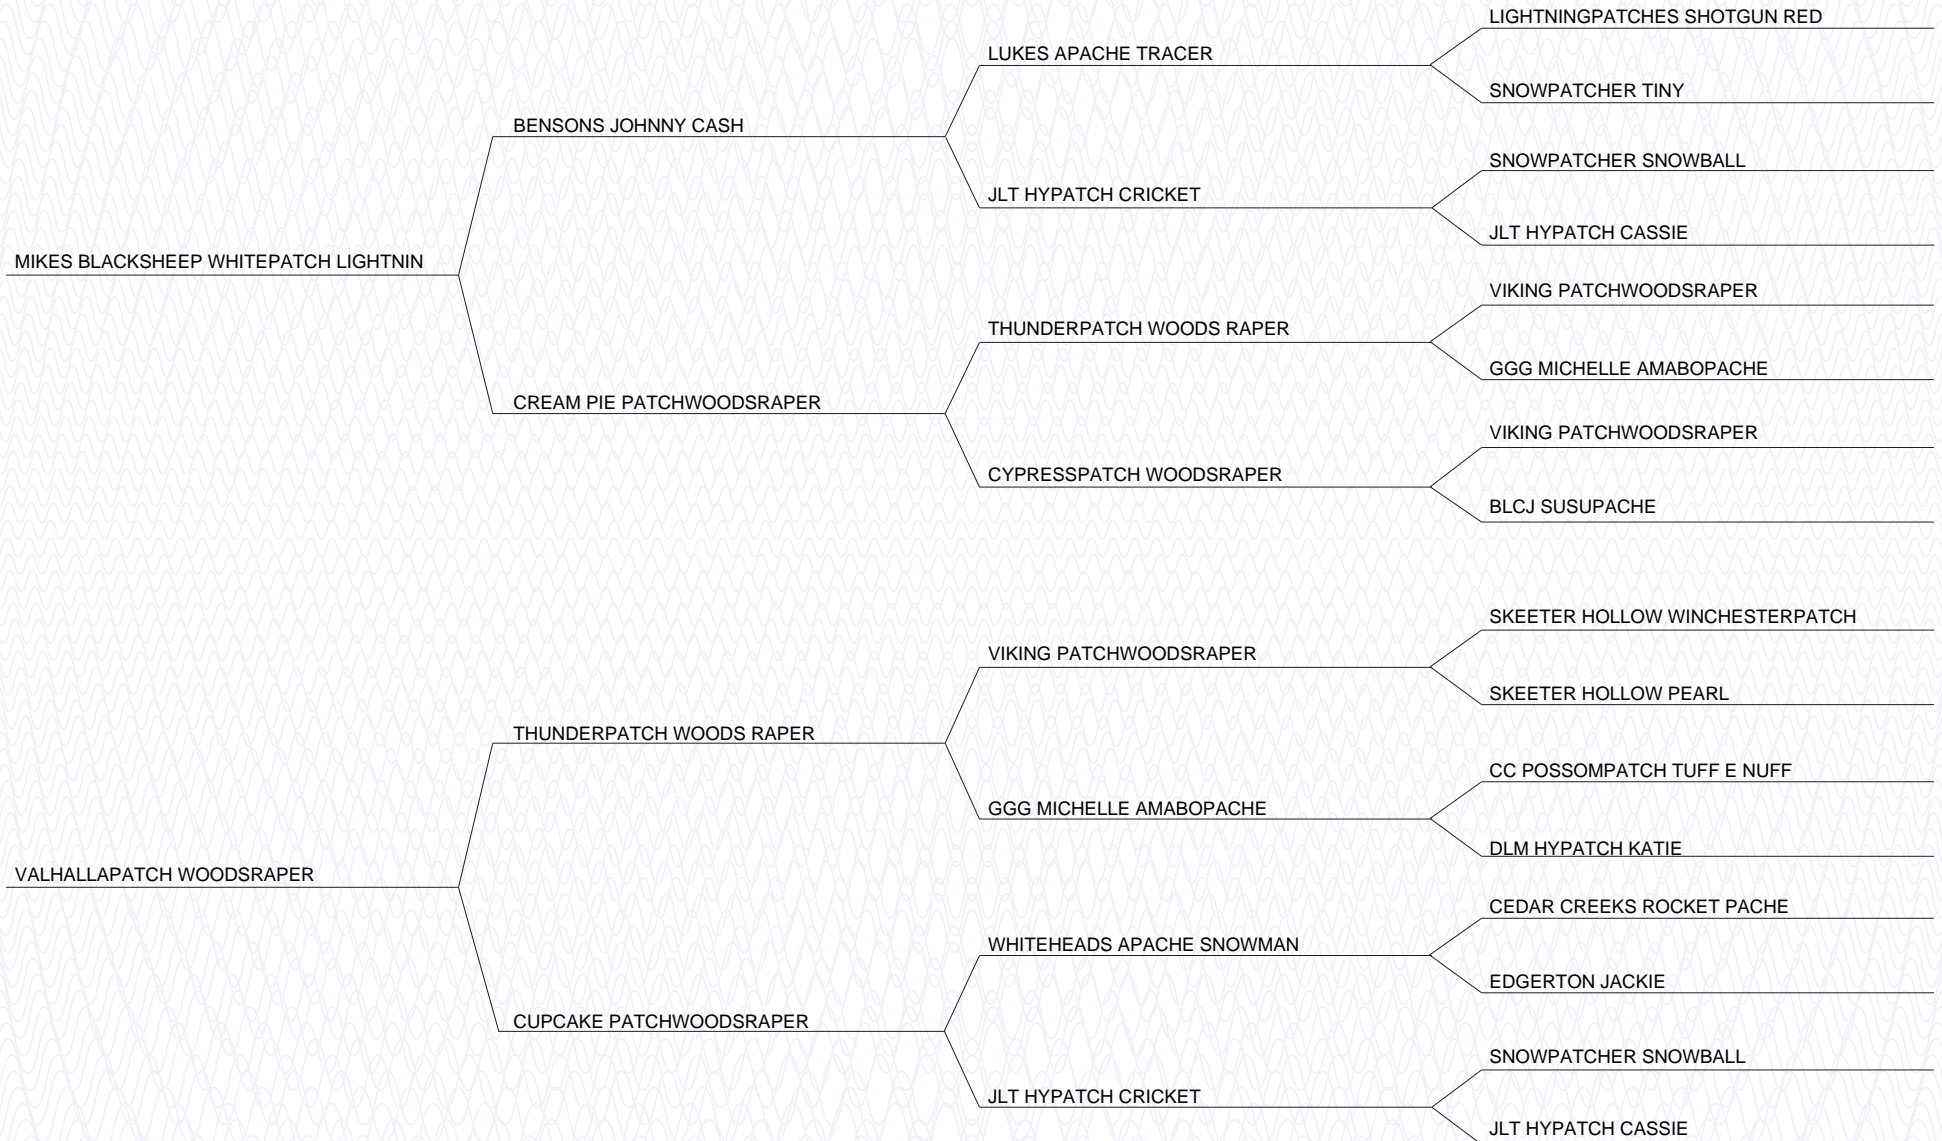 LIGHTNINGPATCHES SHOTGUN RED
LUKES APACHE TRACER
SNOWPATCHER TINY
BENSONS JOHNNY CASH
SNOWPATCHER SNOWBALL
JLT HYPATCH CRICKET
JLT HYPATCH CASSIE
MIKES BLACKSHEEP WHITEPATCH LIGHTNIN
VIKING PATCHWOODSRAPER
THUNDERPATCH WOODS RAPER
GGG MICHELLE AMABOPACHE
CREAM PIE PATCHWOODSRAPER
VIKING PATCHWOODSRAPER
CYPRESSPATCH WOODSRAPER
BLCJ SUSUPACHE
SKEETER HOLLOW WINCHESTERPATCH
VIKING PATCHWOODSRAPER
SKEETER HOLLOW PEARL
THUNDERPATCH WOODS RAPER
CC POSSOMPATCH TUFF E NUFF
GGG MICHELLE AMABOPACHE
DLM HYPATCH KATIE
VALHALLAPATCH WOODSRAPER
CEDAR CREEKS ROCKET PACHE
WHITEHEADS APACHE SNOWMAN
EDGERTON JACKIE
CUPCAKE PATCHWOODSRAPER
SNOWPATCHER SNOWBALL
JLT HYPATCH CRICKET
JLT HYPATCH CASSIE